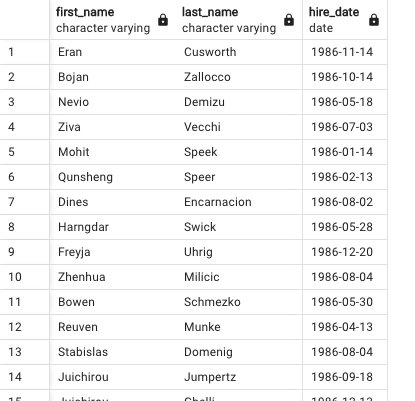 first_name last_name hire_date
character varying character varying date
1 Eran Cusworth 1986-11-14
2 Bojan Zallocco 1986-10-14
3 Nevio Demizu 1986-05-18
4 Ziva Vecchi 1986-07-03
5 Mohit Speek 1986-01-14
6 Qunsheng Speer 1986-02-13
7 Dines Encarnacion 1986-08-02
8 Harngdar Swick 1986-05-28
9 Freyja Uhrig 1986-12-20
10 Zhenhua Milicic 1986-08-04
11 Bowen Schmezko 1986-05-30
12 Reuven Munke 1986-04-13
13 Stabislas Domenig 1986-08-04
14 Juichirou Jumpertz 1986-09-18